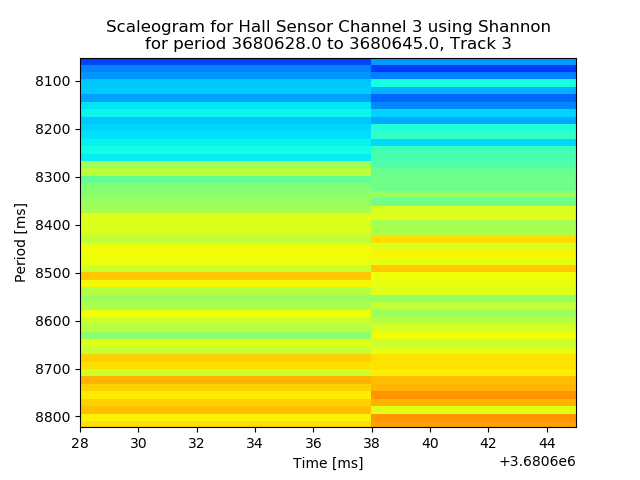 Scaleogram for Hall Sensor Channel 3 using Shannon
for period 3680628.0 to 3680645.0, Track 3
8100
8200
8300
8400
8500
8600
8700
8800
Period [ms]
28 30 32 34 36 38 40 42 44
Time [ms]
+3.6806e6